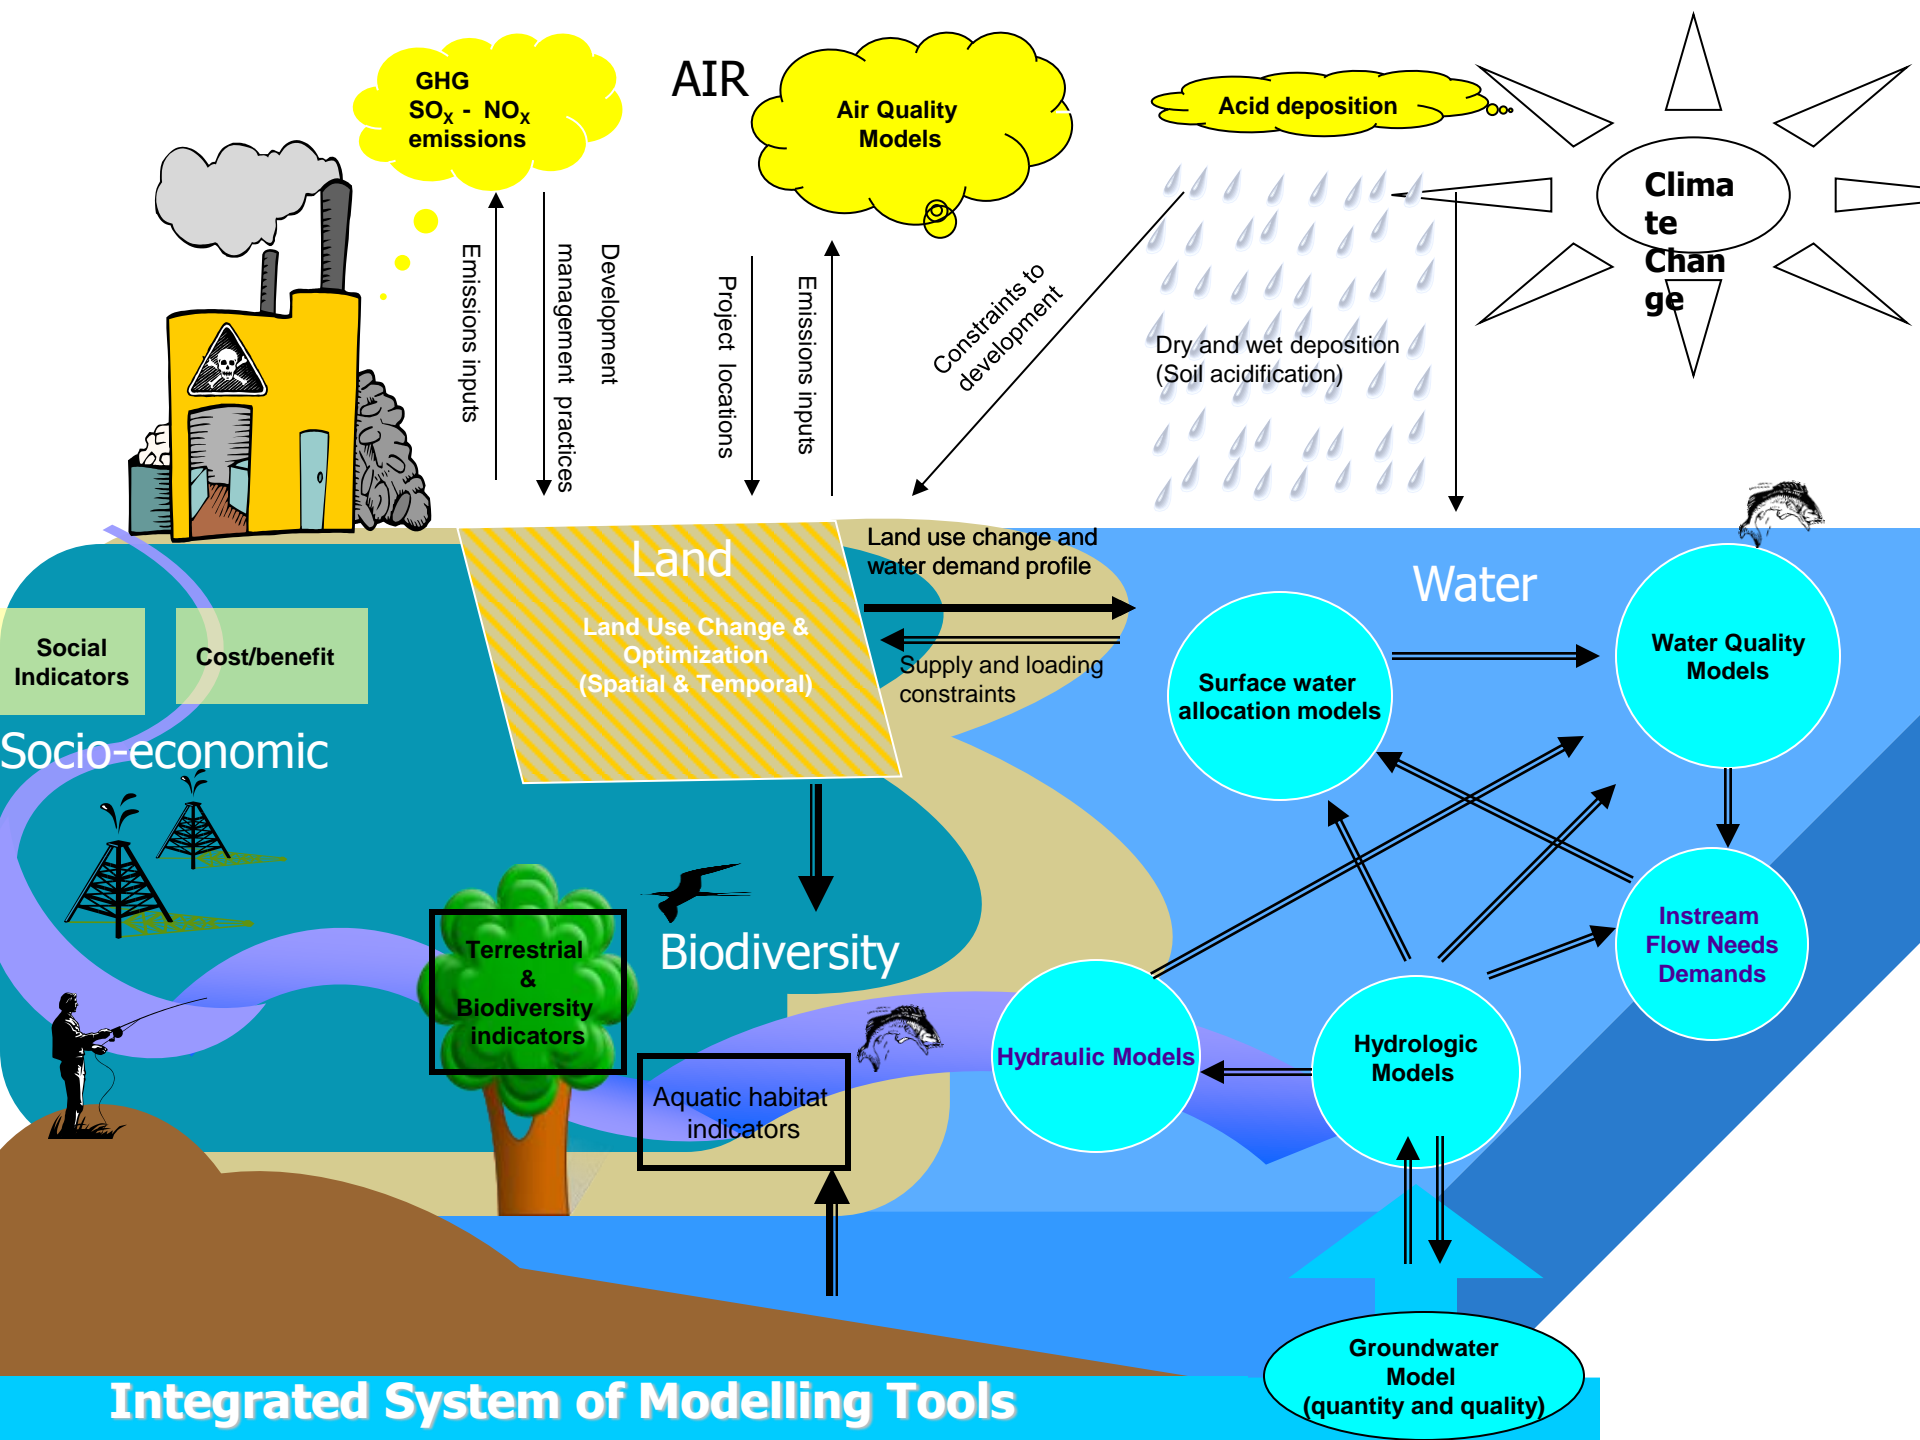 GHG
SOX - NOX
emissions
AIR
Air Quality
Models
Acid deposition
Clima
te
Chan
ge
Emissions inputs
Development
management practices
Project locations
Emissions inputs
Constraints to
development
Dry and wet deposition
(Soil acidification)
Land
Land Use Change &
Optimization
(Spatial & Temporal)
Land use change and
water demand profile
Supply and loading
constraints
Water
Water Quality
Models
Surface water
allocation models
Social
Indicators
Cost/benefit
Socio-economic
Terrestrial
&
Biodiversity
indicators
Biodiversity
Aquatic habitat
indicators
Hydraulic Models
Hydrologic
Models
Instream
Flow Needs
Demands
Groundwater
Model
(quantity and quality)
Integrated System of Modelling Tools